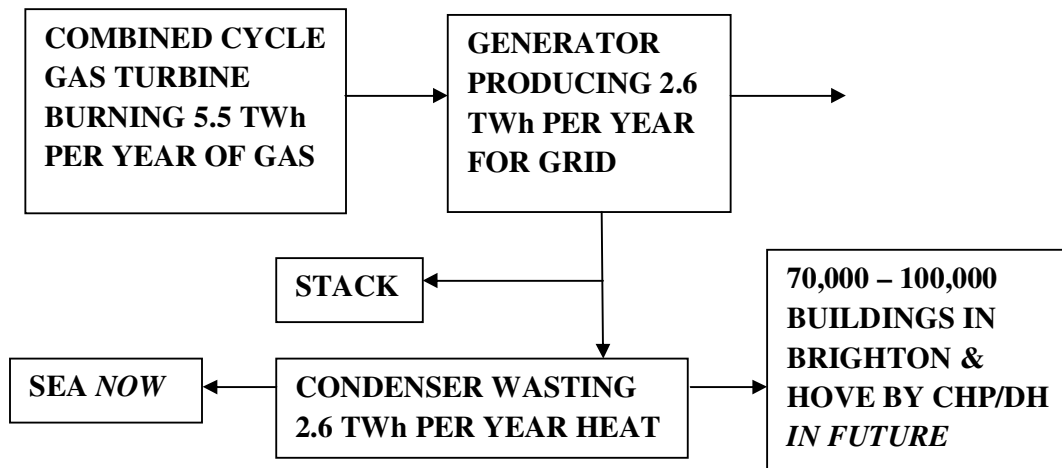 COMBINED CYCLE
GAS TURBINE
BURNING 5.5 TWh
PER YEAR OF GAS
GENERATOR
PRODUCING 2.6
TWh PER YEAR
FOR GRID
STACK
70,000 – 100,000
BUILDINGS IN
BRIGHTON &
HOVE BY CHP/DH
IN FUTURE
SEA NOW
CONDENSER WASTING
2.6 TWh PER YEAR HEAT